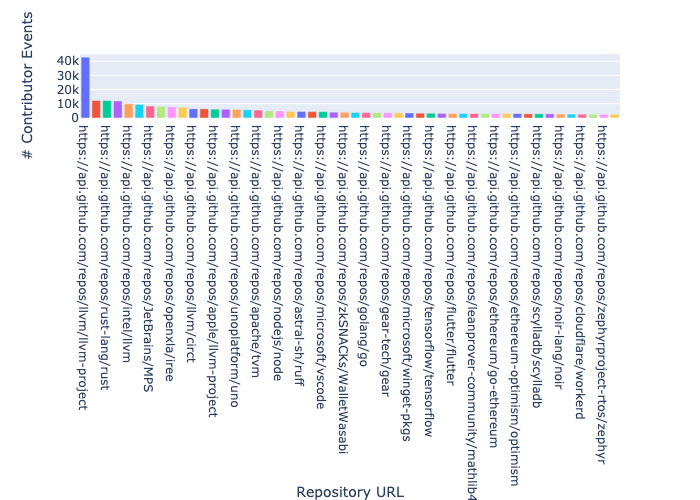 # Contributor Events
40k
30k
20k
10k
0
https://api.github.com/repos/llvm/llvm-project
https://api.github.com/repos/rust-lang/rust
https://api.github.com/repos/intel/llvm
https://api.github.com/repos/JetBrains/MPS
https://api.github.com/repos/openxla/iree
https://api.github.com/repos/llvm/circt
https://api.github.com/repos/apple/llvm-project
https://api.github.com/repos/unoplatform/uno
https://api.github.com/repos/apache/tvm
https://api.github.com/repos/nodejs/node
https://api.github.com/repos/astral-sh/ruff
https://api.github.com/repos/microsoft/vscode
https://api.github.com/repos/zkSNACKs/WalletWasabi
https://api.github.com/repos/golang/go
https://api.github.com/repos/gear-tech/gear
https://api.github.com/repos/microsoft/winget-pkgs
https://api.github.com/repos/tensorflow/tensorflow
https://api.github.com/repos/flutter/flutter
https://api.github.com/repos/leanprover-community/mathlib4
https://api.github.com/repos/ethereum/go-ethereum
https://api.github.com/repos/ethereum-optimism/optimism
https://api.github.com/repos/scylladb/scylladb
https://api.github.com/repos/noir-lang/noir
https://api.github.com/repos/cloudflare/workerd
https://api.github.com/repos/zephyrproject-rtos/zephyr
Repository URL